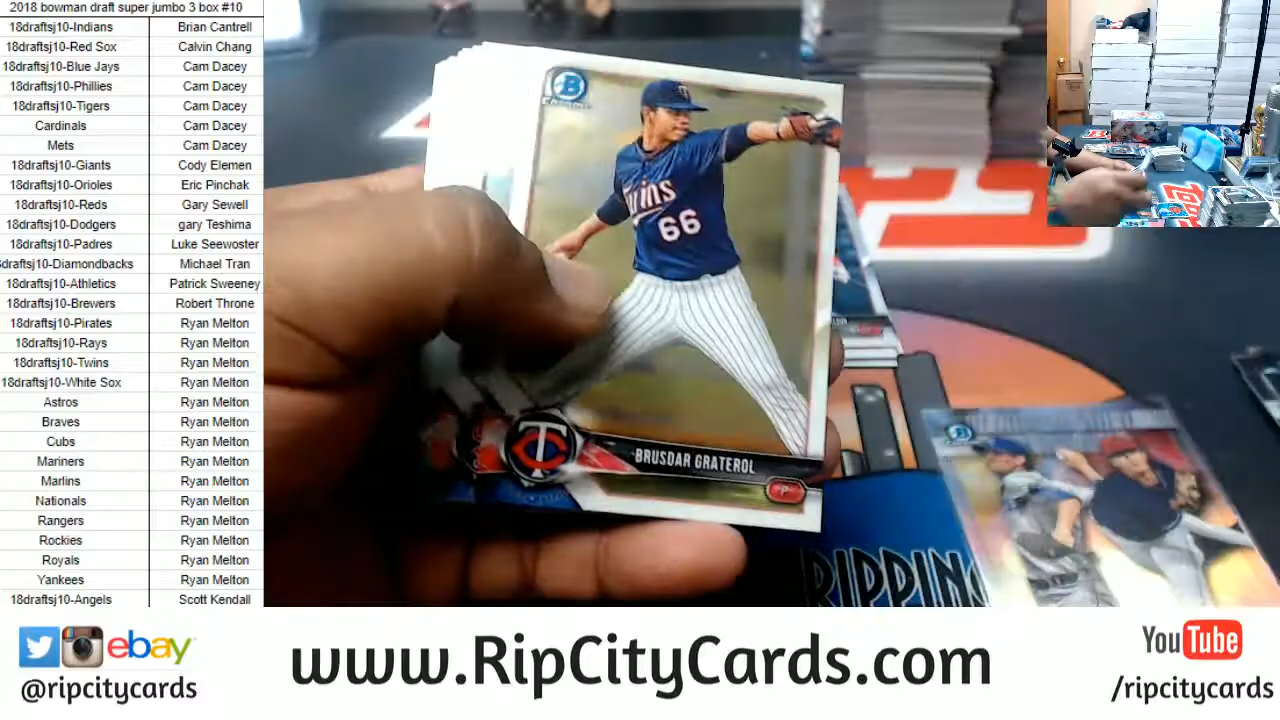 2018 bowman draft super jumbo 3 box #10
18draftsj10-Indians Brian Cantrell
18draftsj10-Red Sox Calvin Chang
18draftsj10-Blue Jays Cam Dacey
18draftsj10-Phillies Cam Dacey
18draftsj10-Tigers Cam Dacey
Cardinals Cam Dacey
Mets Cam Dacey
18draftsj10-Giants Cody Elemen
18draftsj10-Orioles Eric Pinchak
18draftsj10-Reds Gary Sewell
18draftsj10-Dodgers gary Teshima
18draftsj10-Padres Luke Seewoster
draftsj10-Diamondbacks Michael Tran
18draftsj10-Athletics Patrick Sweeney
18draftsj10-Brewers Robert Throne
18draftsj10-Pirates Ryan Melton
18draftsj10-Rays Ryan Melton
18draftsj10-Twins Ryan Melton
18draftsj10-White Sox Ryan Melton
Astros Ryan Melton
Braves Ryan Melton
Cubs Ryan Melton
Mariners Ryan Melton
Marlins Ryan Melton
Nationals Ryan Melton
Rangers Ryan Melton
Rockies Ryan Melton
Royals Ryan Melton
Yankees Ryan Melton
18draftsj10-Angels Scott Kendall
B
Twins
66
TC
BRUSDAR GRATEROL
P
RIPPING
ebay
@ripcitycards
www.RipCityCards.com
YouTube
/ripcitycards